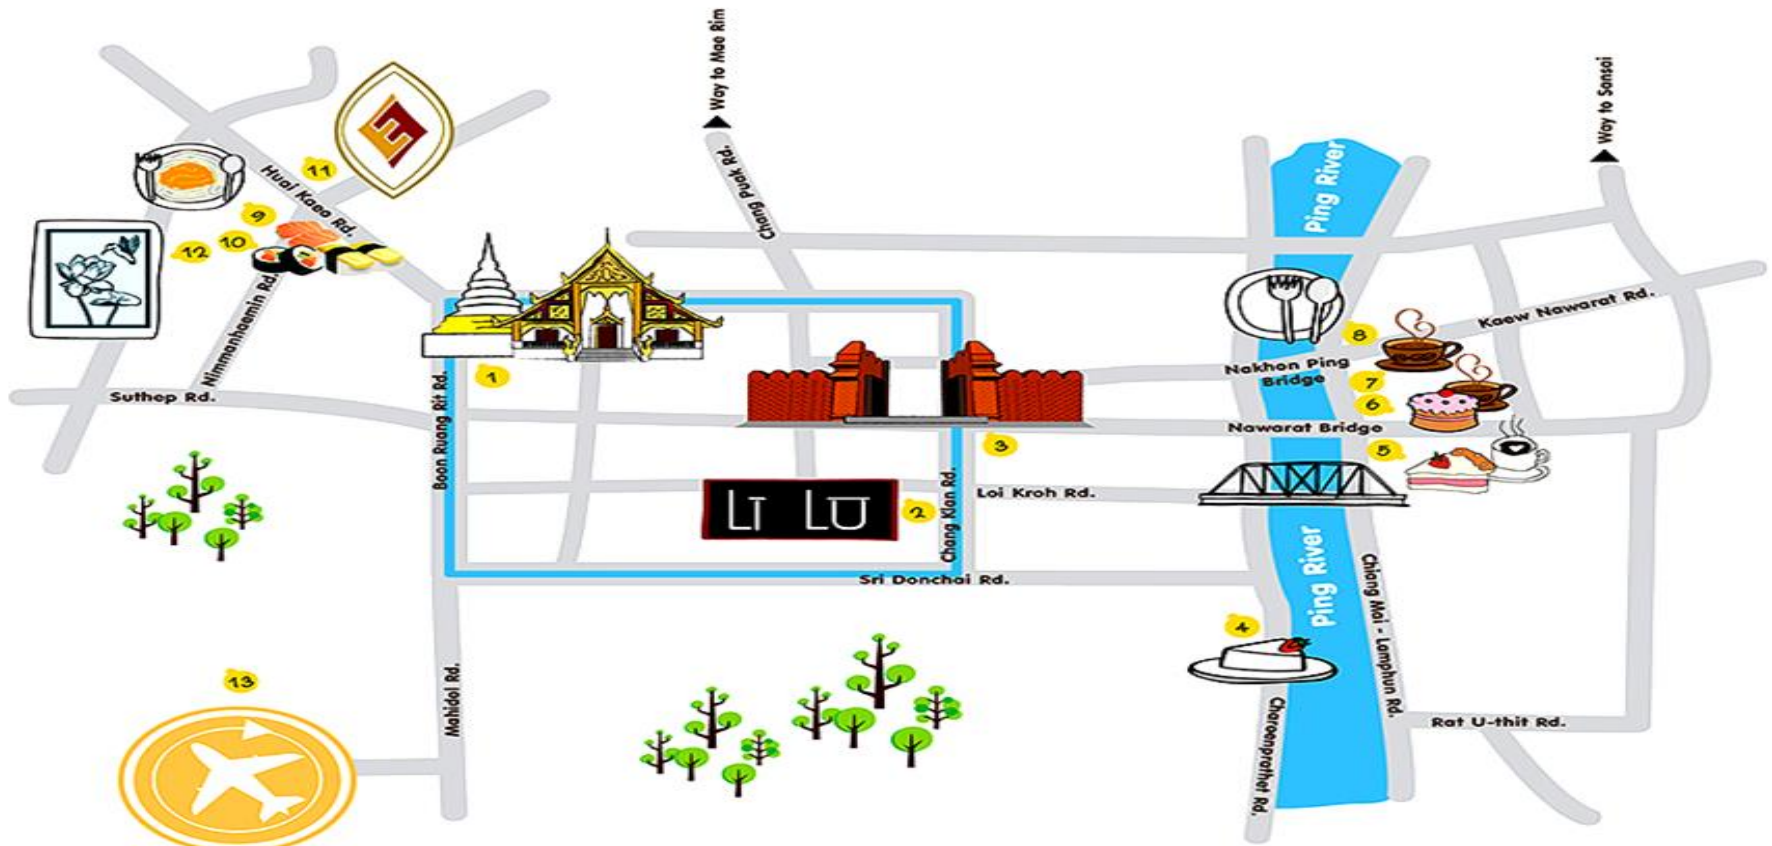 Way to Mae Rim
Way to Sansai
Chang Puak Rd.
Ping River
11
Huai Kaeo Rd.
9
10
12
Nimmanhaemin Rd.
Kaew Nawarat Rd.
8
Nakhon Ping
Bridge
7
1
Suthep Rd.
Boon Ruang Rit Rd.
6
Nawarat Bridge
3
5
Loi Kroh Rd.
LI LU
2
Chang Klan Rd.
Sri Donchai Rd.
Ping River
Chiang Mai - Lamphun Rd.
4
Mahidol Rd.
13
Charoenprathet Rd.
Rat U-thit Rd.